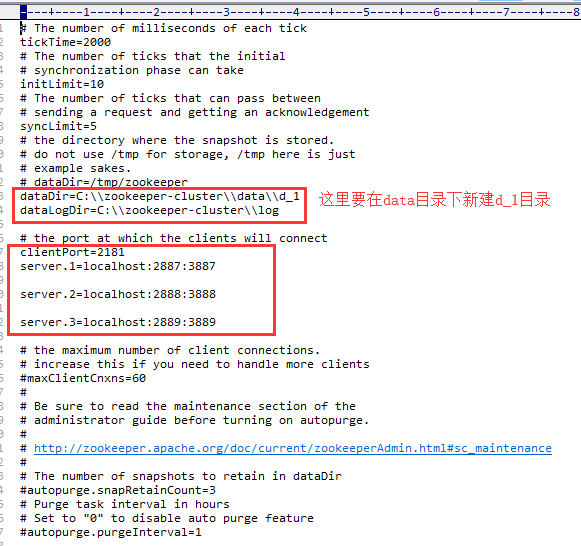 ----+----1----+----2----+----3----+----4----+----5----+----6----+----7----+----8
# The number of milliseconds of each tick
tickTime=2000
# The number of ticks that the initial
# synchronization phase can take
initLimit=10
# The number of ticks that can pass between
# sending a request and getting an acknowledgement
syncLimit=5
# the directory where the snapshot is stored.
# do not use /tmp for storage, /tmp here is just
# example sakes.
# dataDir=/tmp/zookeeper
dataDir=C:\\zookeeper-cluster\\data\\d_1 这里要在data目录下新建d_1目录
dataLogDir=C:\\zookeeper-cluster\\log
# the port at which the clients will connect
clientPort=2181
server.1=localhost:2887:3887
server.2=localhost:2888:3888
server.3=localhost:2889:3889
# the maximum number of client connections.
# increase this if you need to handle more clients
#maxClientCnxns=60
#
# Be sure to read the maintenance section of the
# administrator guide before turning on autopurge.
#
# http://zookeeper.apache.org/doc/current/zookeeperAdmin.html#sc_maintenance
#
# The number of snapshots to retain in dataDir
#autopurge.snapRetainCount=3
# Purge task interval in hours
# Set to "0" to disable auto purge feature
#autopurge.purgeInterval=1